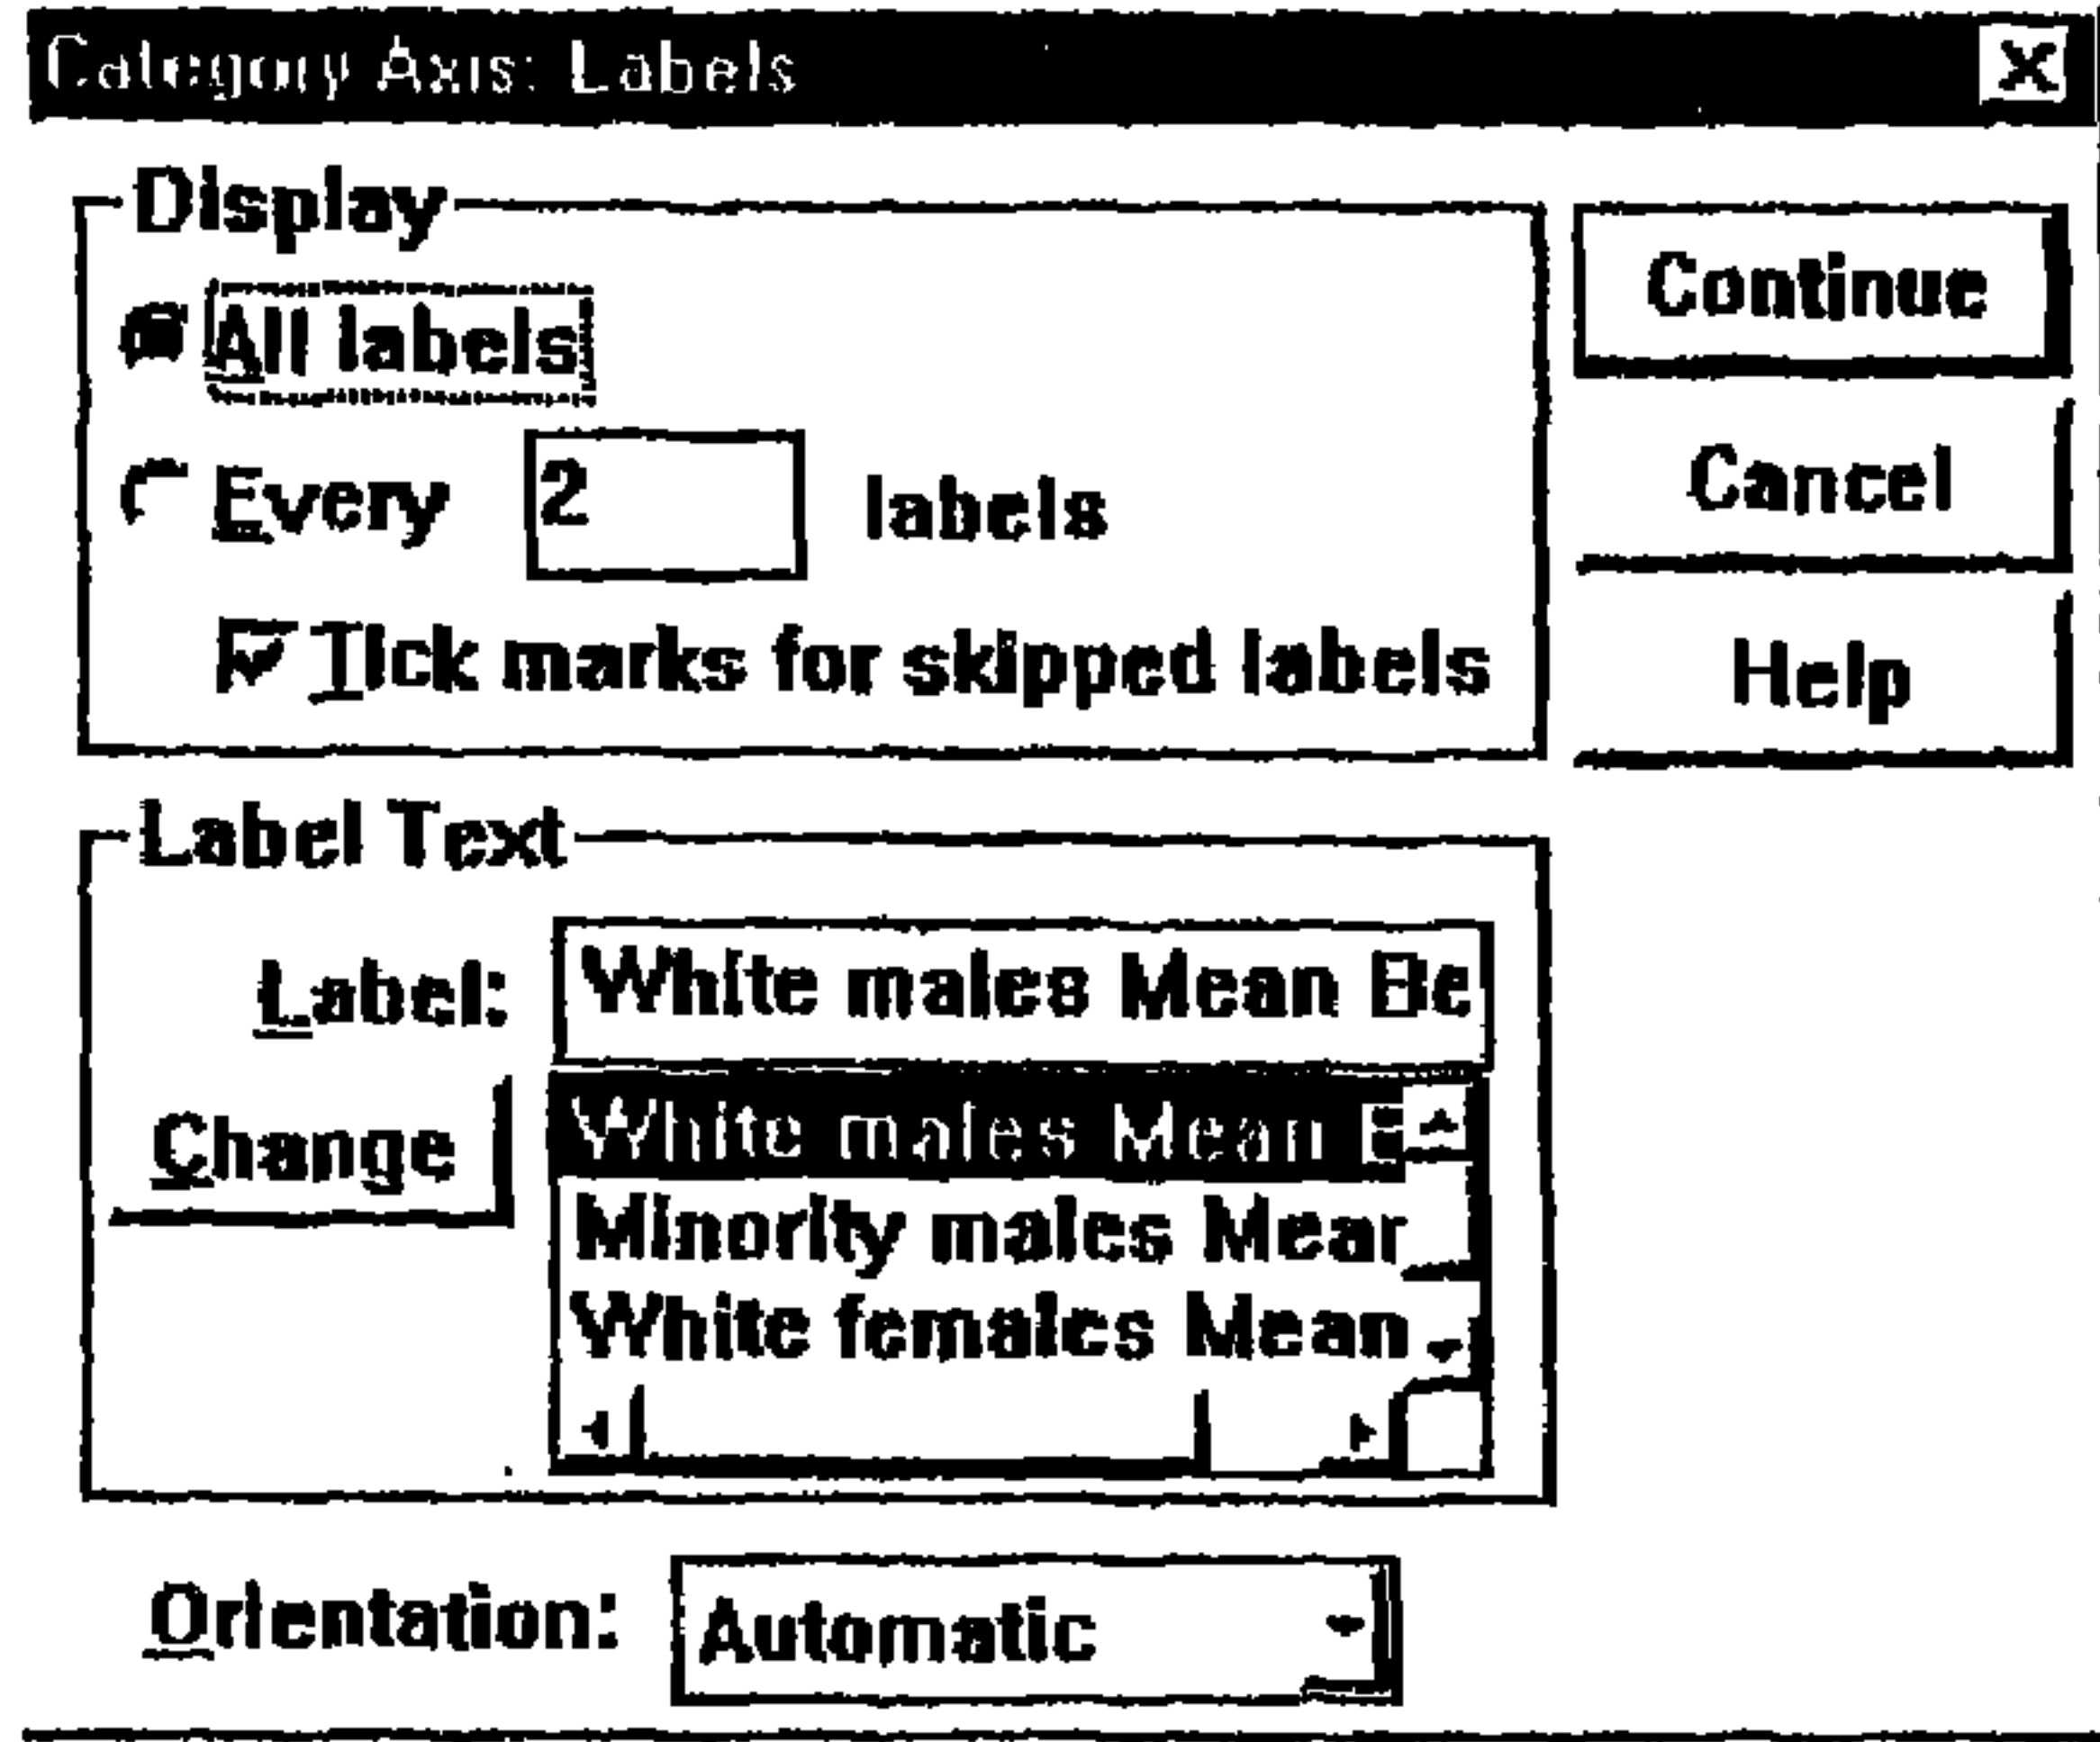 Category Axis: Labels
Display
All labels
Every 2 labels
Tick marks for skipped labels
Continue
Cancel
Help
Label Text
Label: White males Mean Be
Change
White males Mean
Minority males Mear
White females Mean
Orientation: Automatic